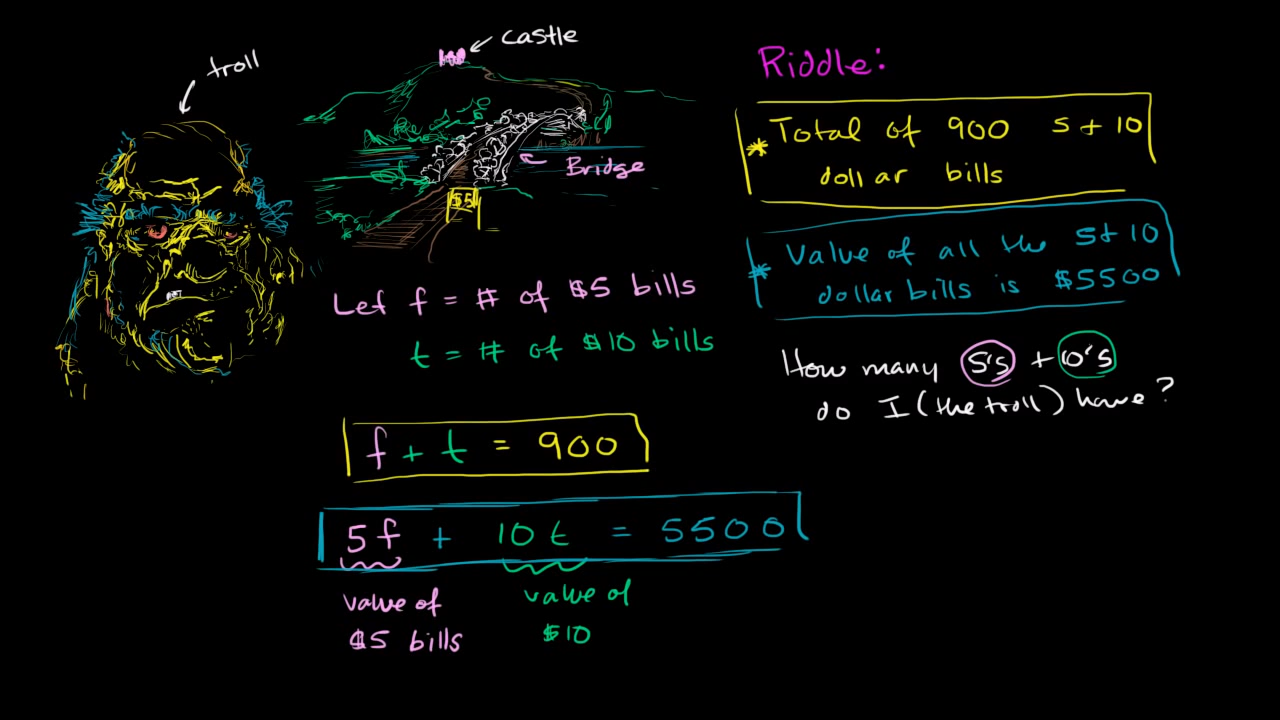 troll
castle
Bridge
$5
Let f = # of $5 bills
t = # of $10 bills
f + t = 900
5f + 10t = 5500
value of
$5 bills
value of
$10
Riddle:
* Total of 900 5+10
dollar bills
* Value of all the 5+10
dollar bills is $5500
How many 5's + 10's
do I (the troll) have?